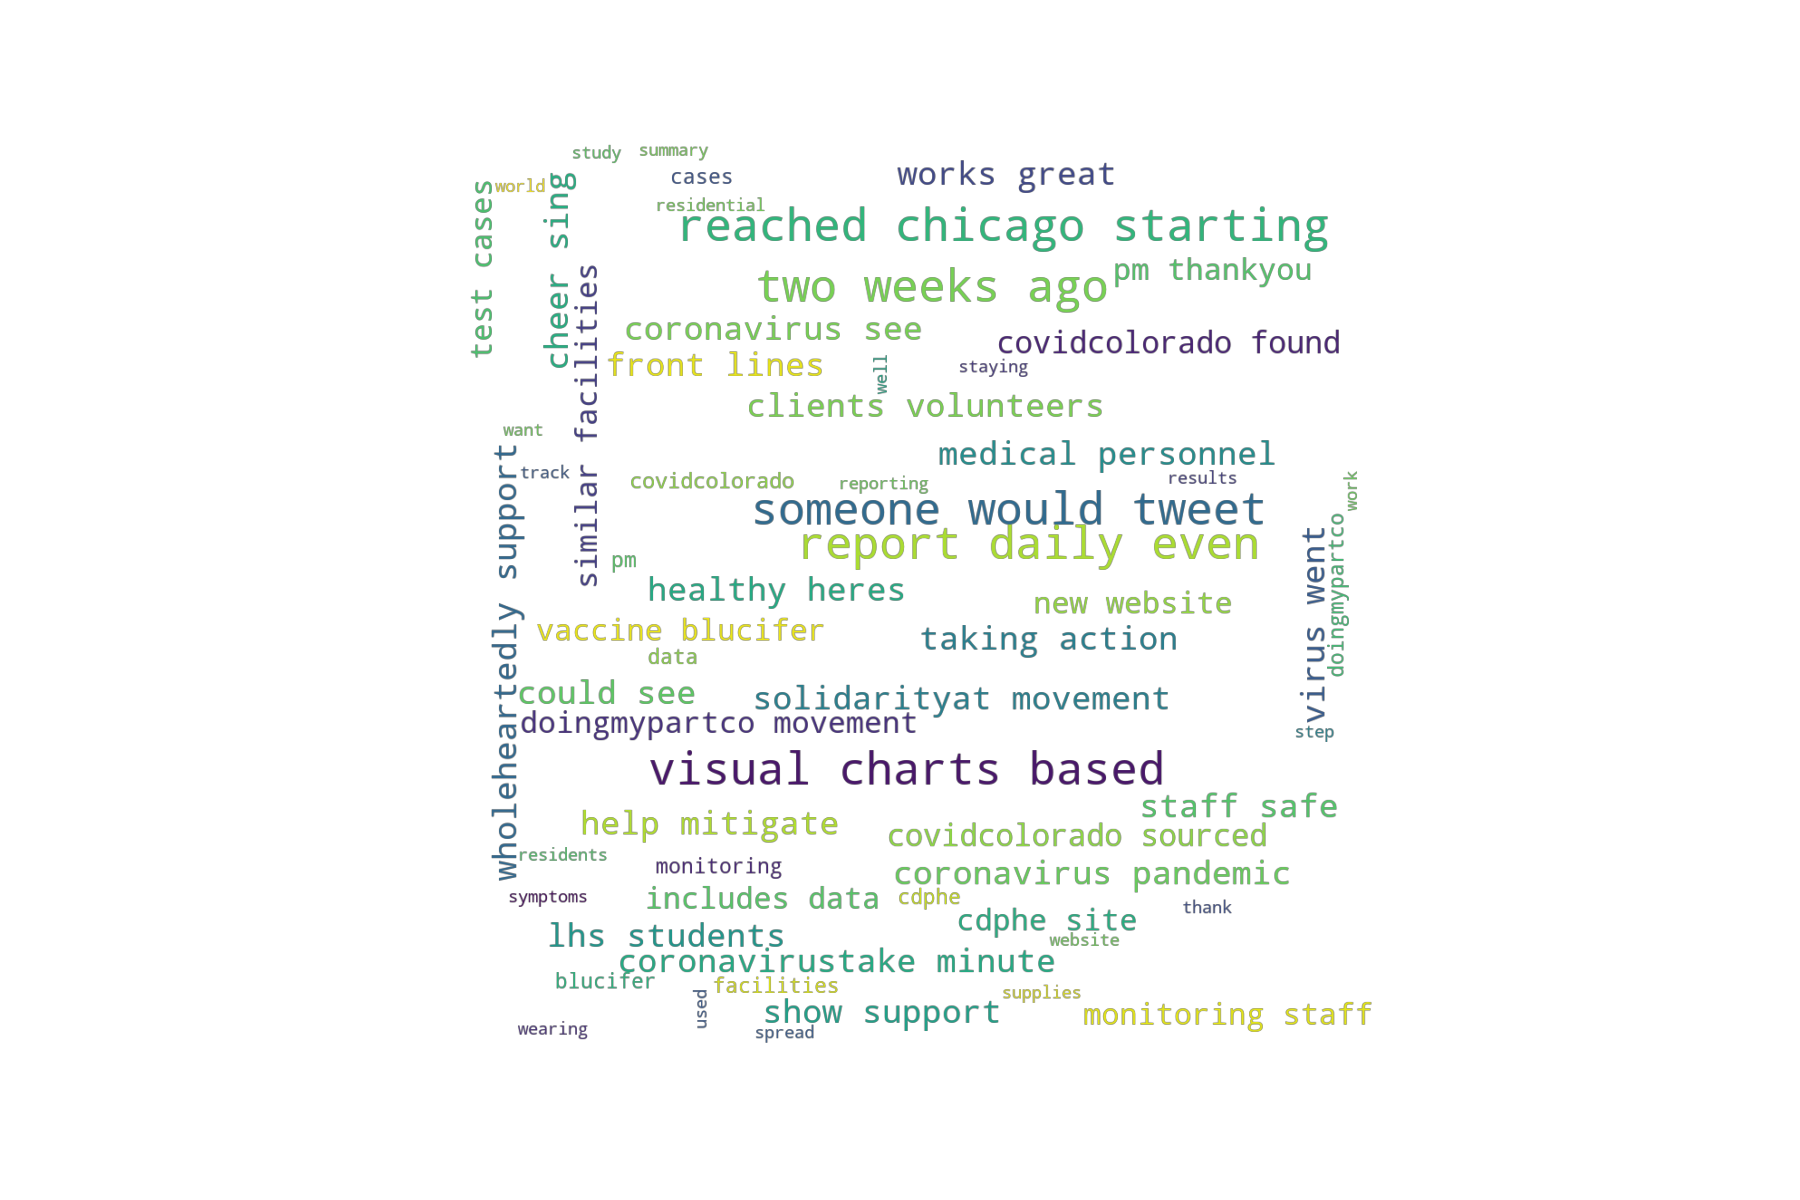 study
summary
works great
cases
world
test cases
cheer sing
residential
reached chicago starting
two weeks ago
pm thankyou
similar facilities
coronavirus see
covidcolorado found
front lines
well
staying
clients volunteers
want
medical personnel
wholeheartedly support
track
covidcolorado
reporting
results
work
someone would tweet
report daily even
doingmypartco
virus went
pm
healthy heres
new website
vaccine blucifer
taking action
data
could see
solidarityat movement
doingmypartco movement
step
visual charts based
staff safe
help mitigate
covidcolorado sourced
residents
monitoring
coronavirus pandemic
symptoms
includes data
cdphe
thank
cdphe site
lhs students
website
coronavirustake minute
blucifer
facilities
supplies
used
show support
monitoring staff
wearing
spread